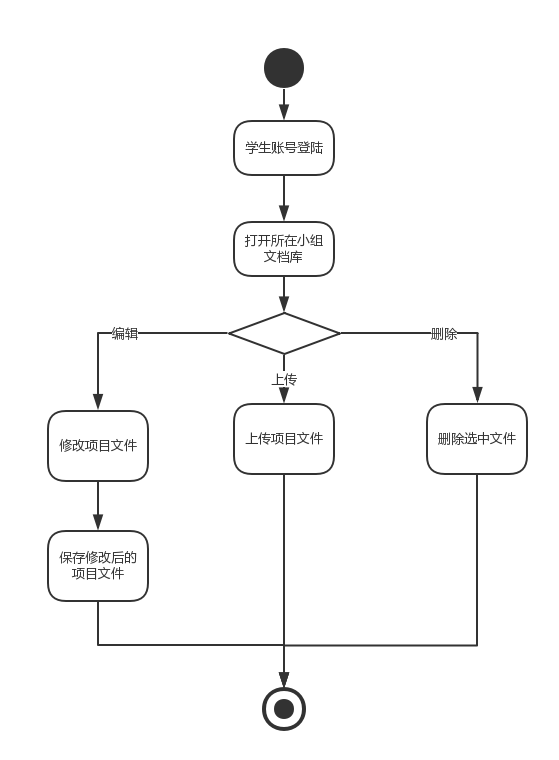 学生账号登陆
打开所在小组
文档库
编辑
删除
上传
修改项目文件
上传项目文件
删除选中文件
保存修改后的
项目文件